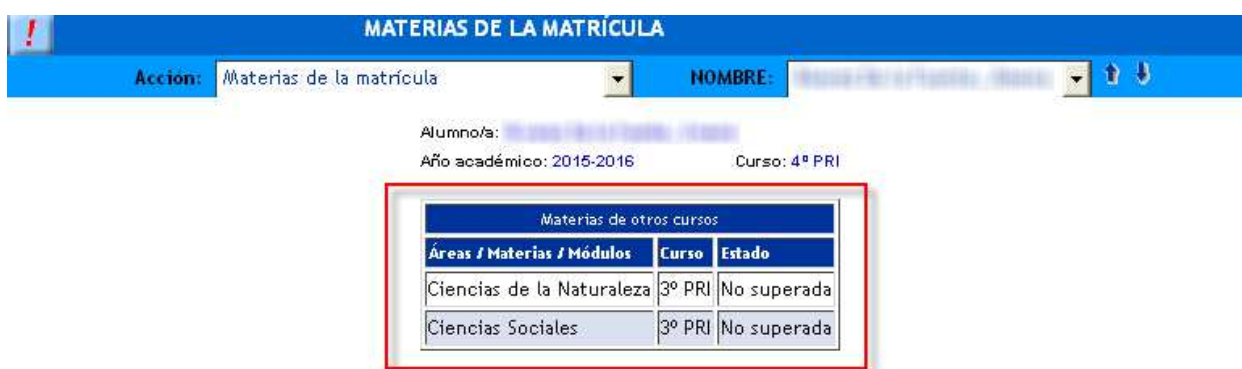 MATERIAS DE LA MATRÍCULA
Acción: Materias de la matrícula NOMBRE:
Alumno/a:
Año académico: 2015-2016 Curso: 4º PRI
Materias de otros cursos
Áreas / Materias / Módulos Curso Estado
Ciencias de la Naturaleza 3º PRI No superada
Ciencias Sociales 3º PRI No superada